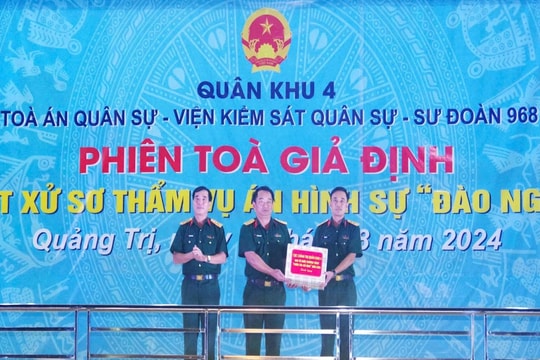 QUÂN KHU 4
TOÀ ÁN QUÂN SỰ - VIỆN KIỂM SÁT QUÂN SỰ - SƯ ĐOÀN 968
PHIÊN TOÀ GIẢ ĐỊNH
T XỬ SƠ THẨM VỤ ÁN HÌNH SỰ "ĐÀO NG
Quảng Trị, 8 năm 2024